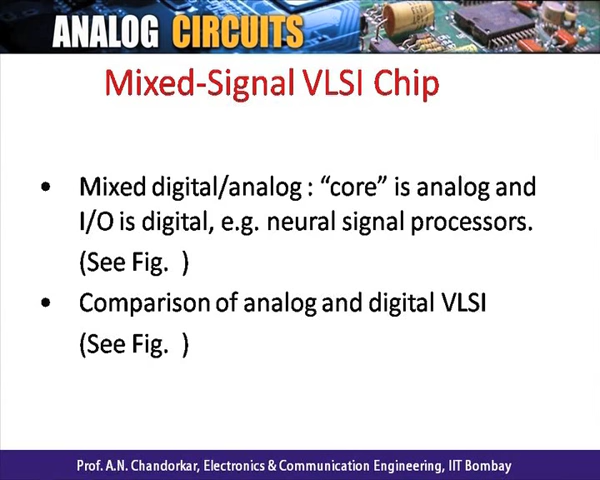 ANALOG CIRCUITS
Mixed-Signal VLSI Chip
• Mixed digital/analog : “core” is analog and
I/O is digital, e.g. neural signal processors.
(See Fig.  )
• Comparison of analog and digital VLSI
(See Fig.  )
Prof. A.N. Chandorkar, Electronics & Communication Engineering, IIT Bombay